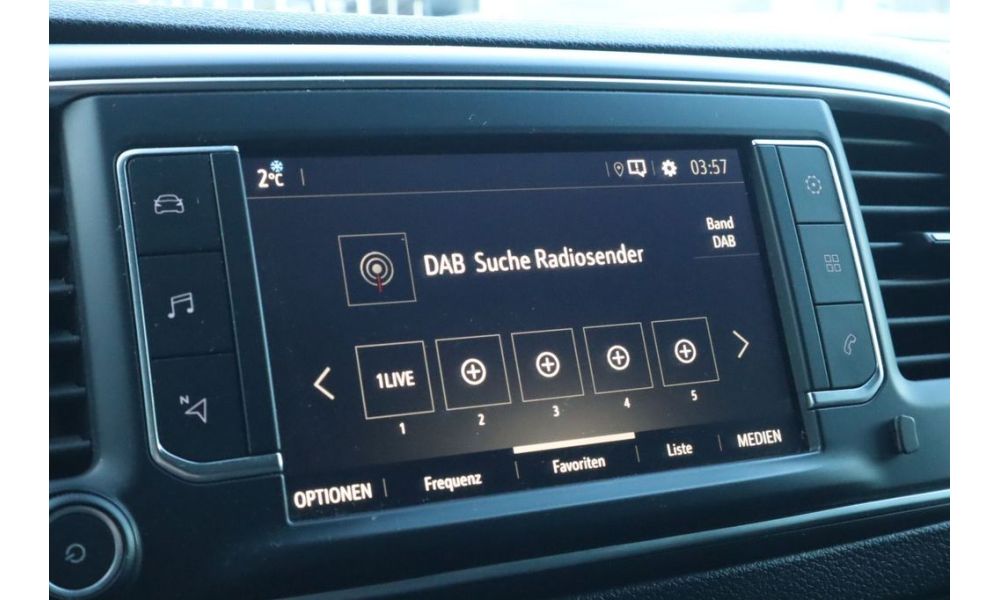 2°C
03:57
Band
DAB
DAB Suche Radiosender
1LIVE
1 2 3 4 5
OPTIONEN Frequenz Favoriten Liste MEDIEN
N